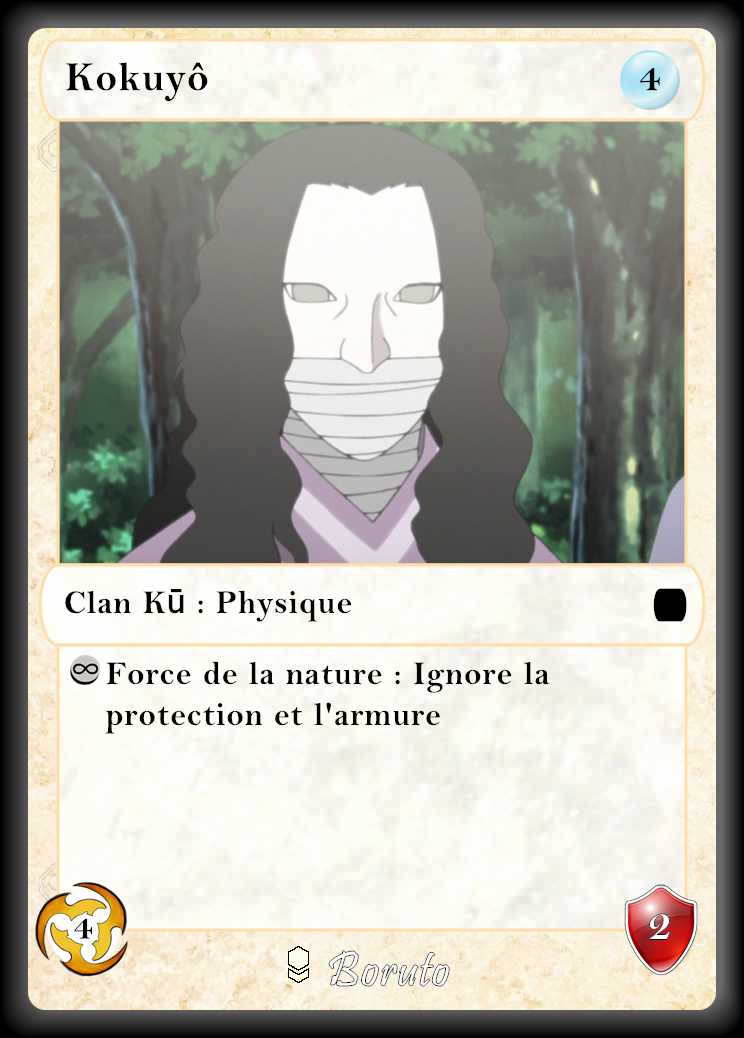 Kokuyô
4
Clan Kū : Physique
Force de la nature : Ignore la
protection et l'armure
4
2
Boruto